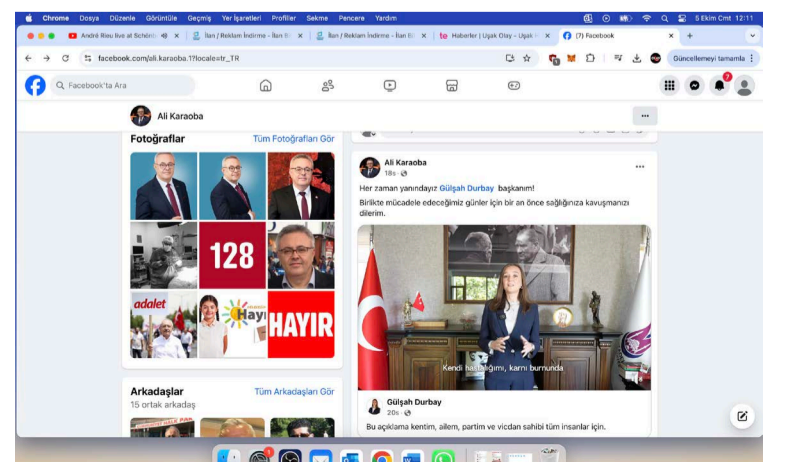 Chrome Dosya Düzenle Görüntüle Geçmiş Yer İşaretleri Profiller Sekme Pencere Yardım
5 Ekim Cmt 12:11
André Rieu live at Schön
İlan / Reklam İndirme - İlan Bi
İlan / Reklam İndirme - İlan Bi
Haberler | Uşak Olay - Uşak
(7) Facebook
facebook.com/ali.karaoba.1?locale=tr_TR
Güncellemeyi tamamla
Facebook'ta Ara
7
Ali Karaoba
Fotoğraflar
Tüm Fotoğrafları Gör
128
adalet
Hayı
HAYIR
Arkadaşlar
Tüm Arkadaşları Gör
15 ortak arkadaş
Ali Karaoba
18s
Her zaman yanındayız Gülşah Durbay başkanım!
Birlikte mücadele edeceğimiz günler için bir an önce sağlığınıza kavuşmanızı
dilerim.
Kendi hastalığımı, karnı burnunda
Gülşah Durbay
20s
Bu açıklama kentim, ailem, partim ve vicdan sahibi tüm insanlar için.